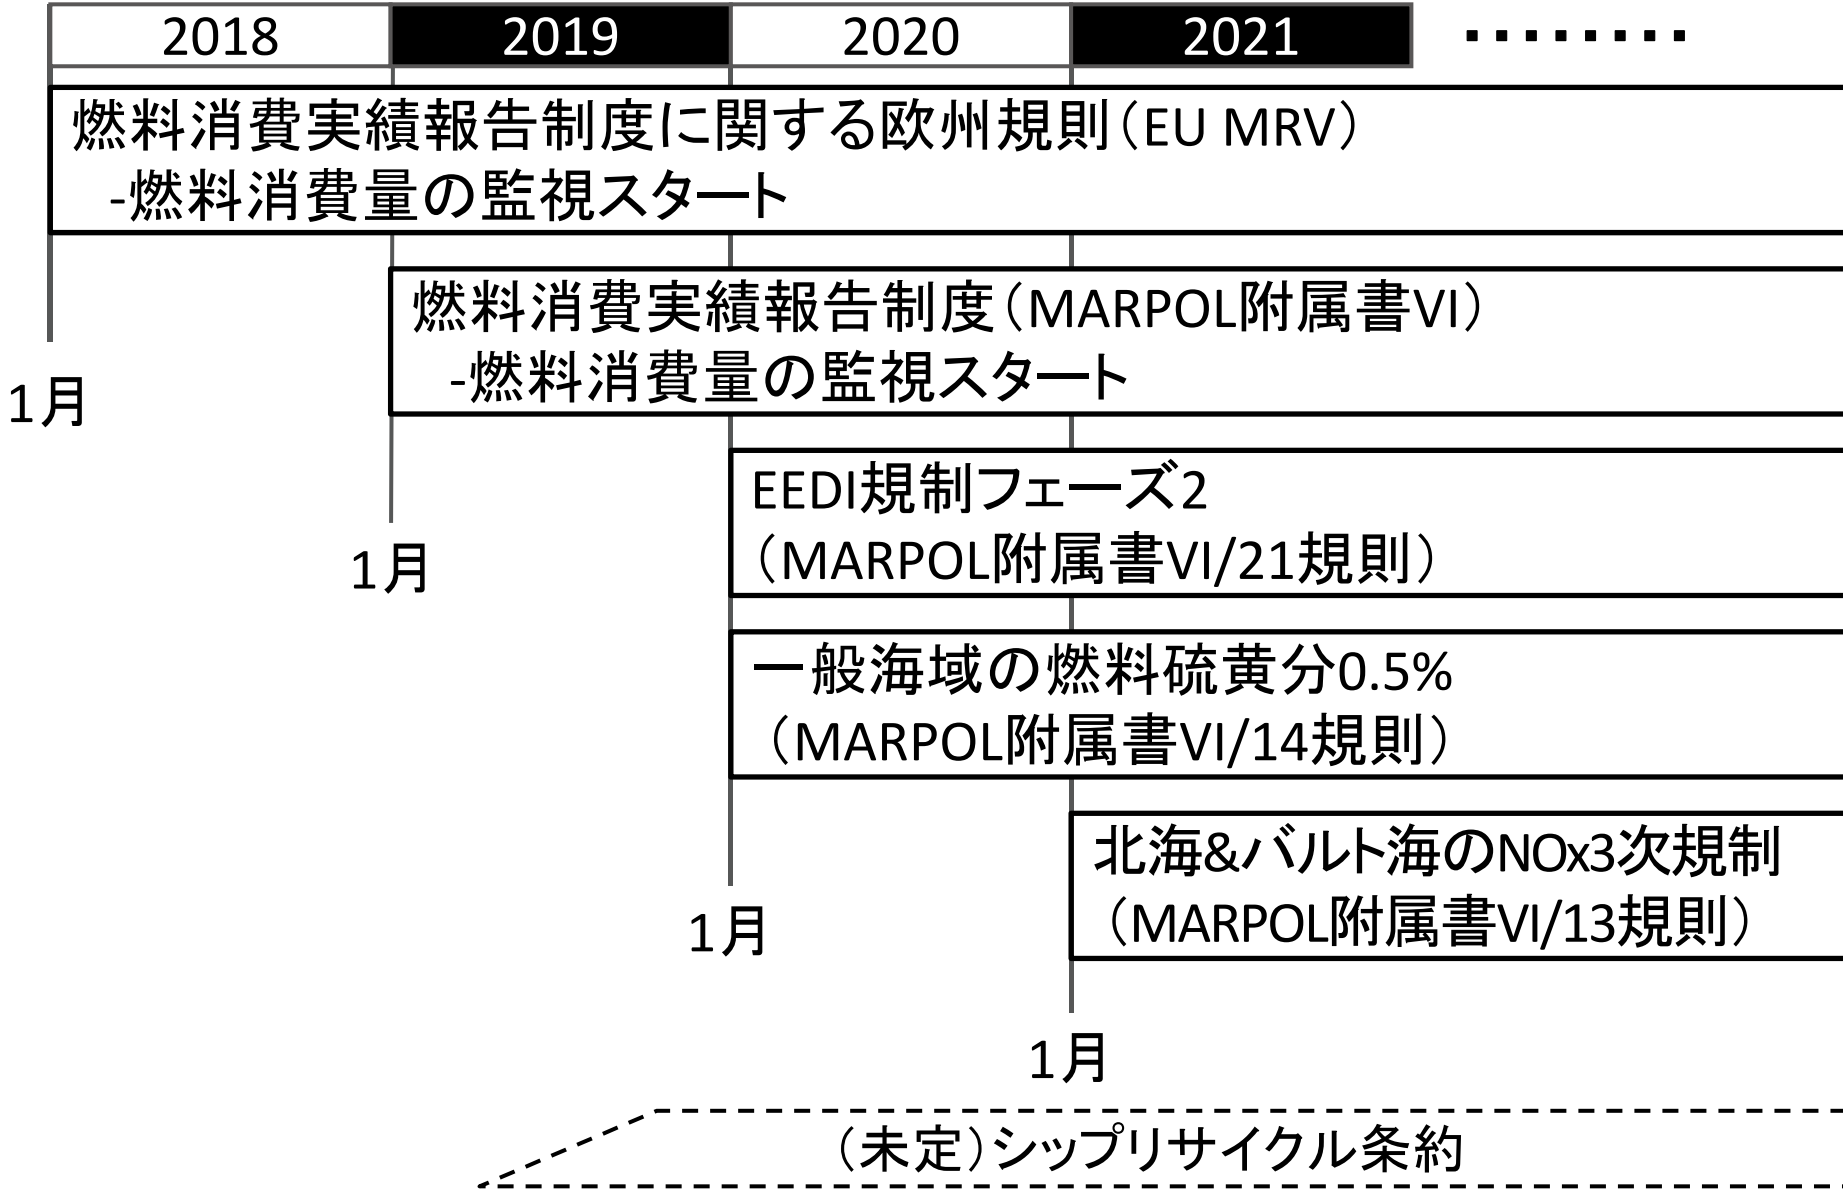 2018 2019 2020 2021 ‥‥‥‥
燃料消費実績報告制度に関する欧州規則（EU MRV）
-燃料消費量の監視スタート
燃料消費実績報告制度（MARPOL附属書VI）
-燃料消費量の監視スタート
1月
EEDI規制フェーズ2
（MARPOL附属書VI/21規則）
1月
一般海域の燃料硫黄分0.5%
（MARPOL附属書VI/14規則）
北海&バルト海のNOx3次規制
（MARPOL附属書VI/13規則）
1月
1月
（未定）シップリサイクル条約